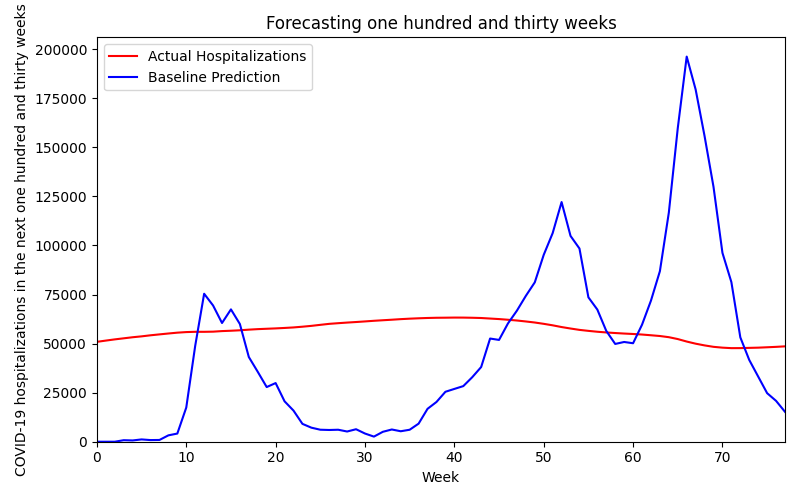 Forecasting one hundred and thirty weeks
COVID-19 hospitalizations in the next one hundred and thirty weeks
200000
175000
150000
125000
100000
75000
50000
25000
0
Actual Hospitalizations
Baseline Prediction
0 10 20 30 40 50 60 70
Week